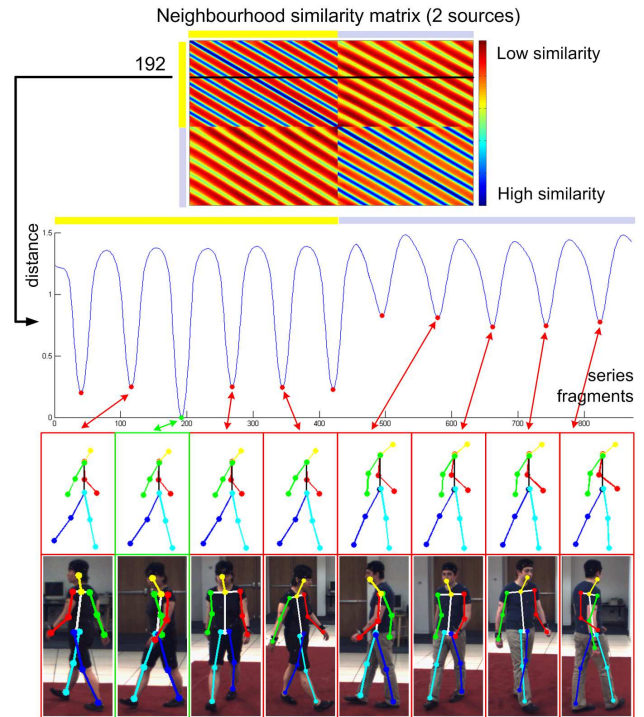 Neighbourhood similarity matrix (2 sources)
192
Low similarity
High similarity
distance
1.5
1
0.5
0
0
200
300
400
500
600
700
800
series
fragments